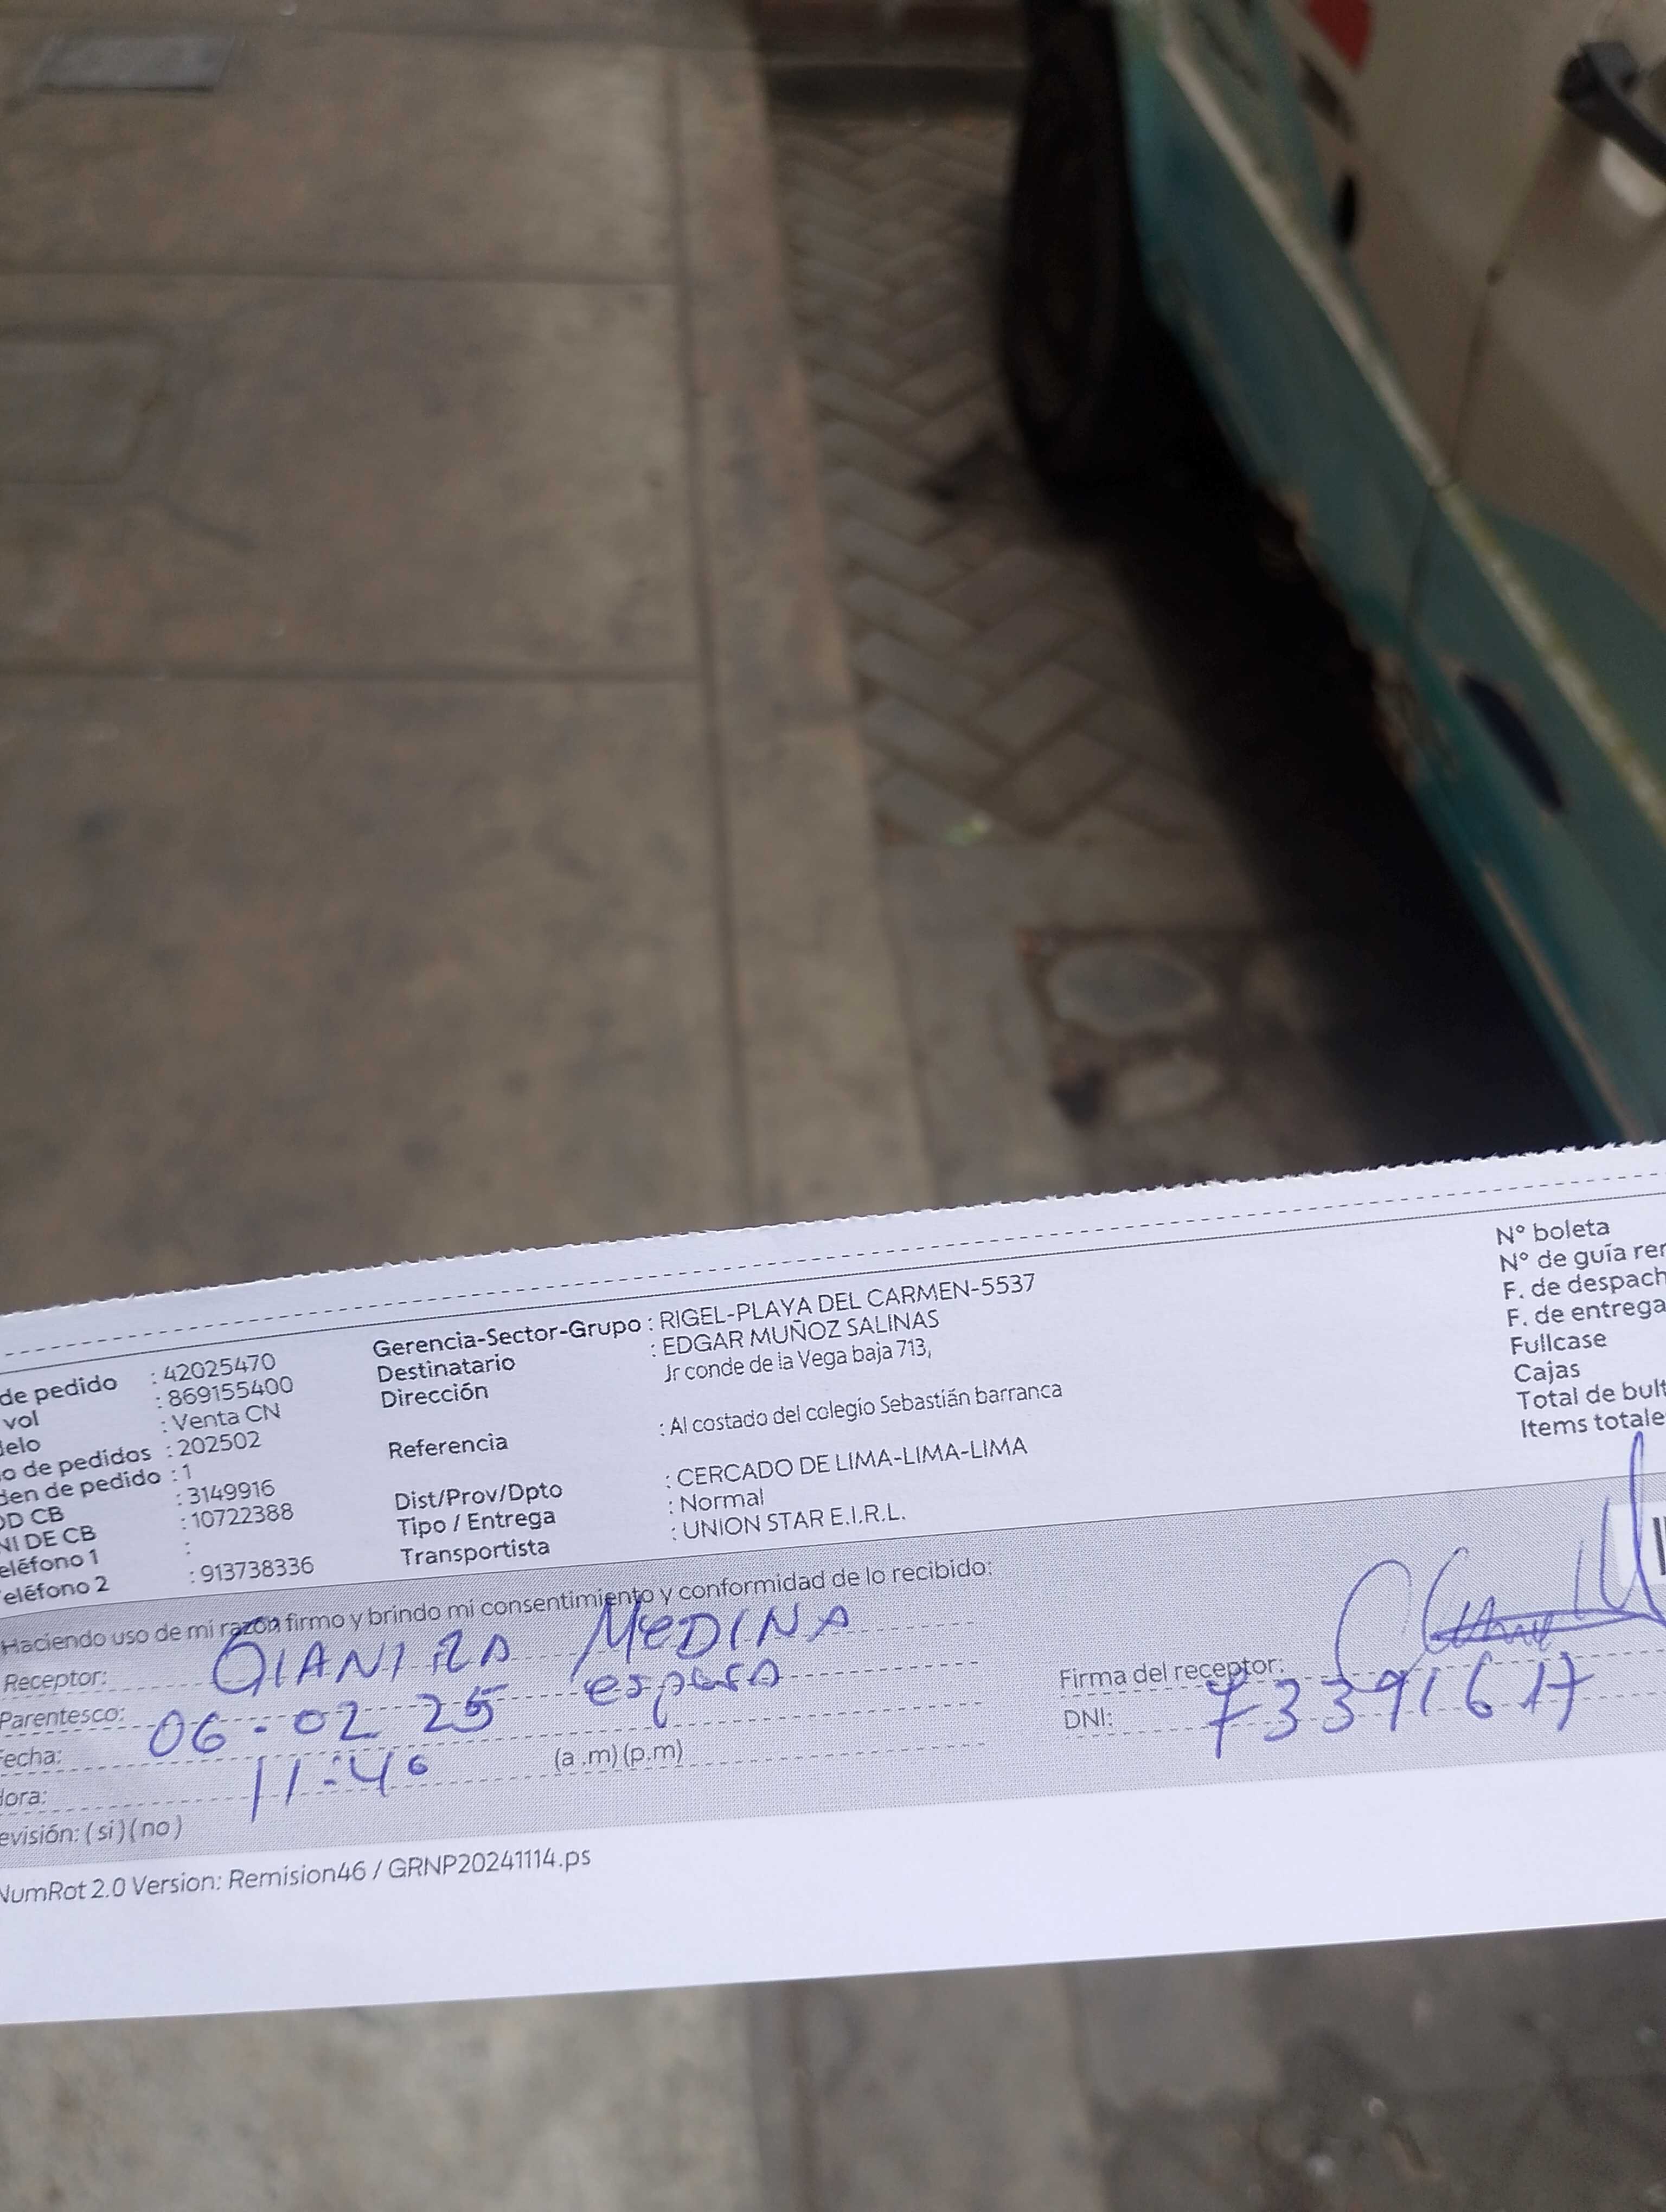 de pedido : 42025470
vol : 869155400
delo : Venta CN
o de pedidos : 202502
den de pedido : 1
OD CB : 3149916
NI DE CB : 10722388
eléfono 1 :
eléfono 2 : 913738336
Gerencia-Sector-Grupo : RIGEL-PLAYA DEL CARMEN-5537
Destinatario : EDGAR MUÑOZ SALINAS
Dirección Jr conde de la Vega baja 713,
Referencia : Al costado del colegio Sebastián barranca
Dist/Prov/Dpto : CERCADO DE LIMA-LIMA-LIMA
Tipo / Entrega : Normal
Transportista : UNION STAR E.I.R.L.
N° boleta
N° de guía rem
F. de despach
F. de entrega
Fullcase
Cajas
Total de bult
Items totale
Haciendo uso de mi razón firmo y brindo mi consentimiento y conformidad de lo recibido:
Receptor: MEDINA
Parentesco: esposa
Fecha: 06-02 25
Hora: 11:40 (a .m) (p.m)
evisión: ( si ) ( no )
Firma del receptor:
DNI: 73391617
NumRot 2.0 Version: Remision46 / GRNP20241114.ps